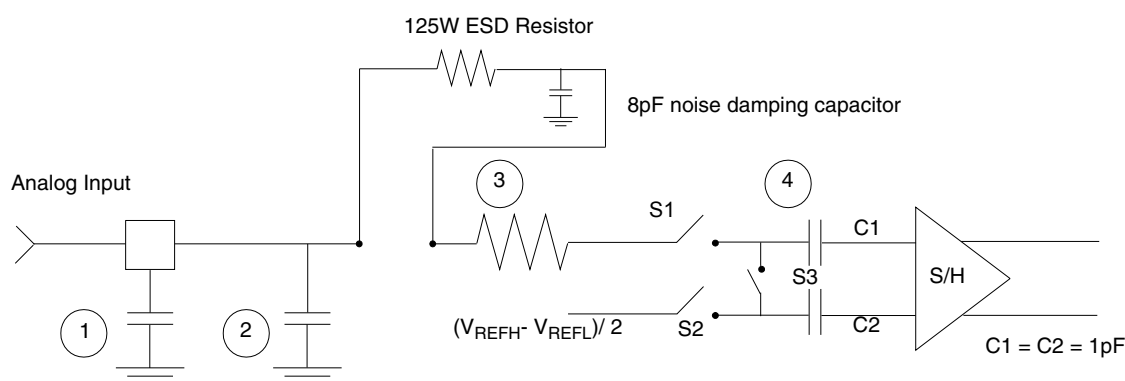 125W ESD Resistor
8pF noise damping capacitor
Analog Input
3
4
S1
C1
S/H
S3
1
2
(VREFH- VREFL)/ 2
S2
C2
C1 = C2 = 1pF